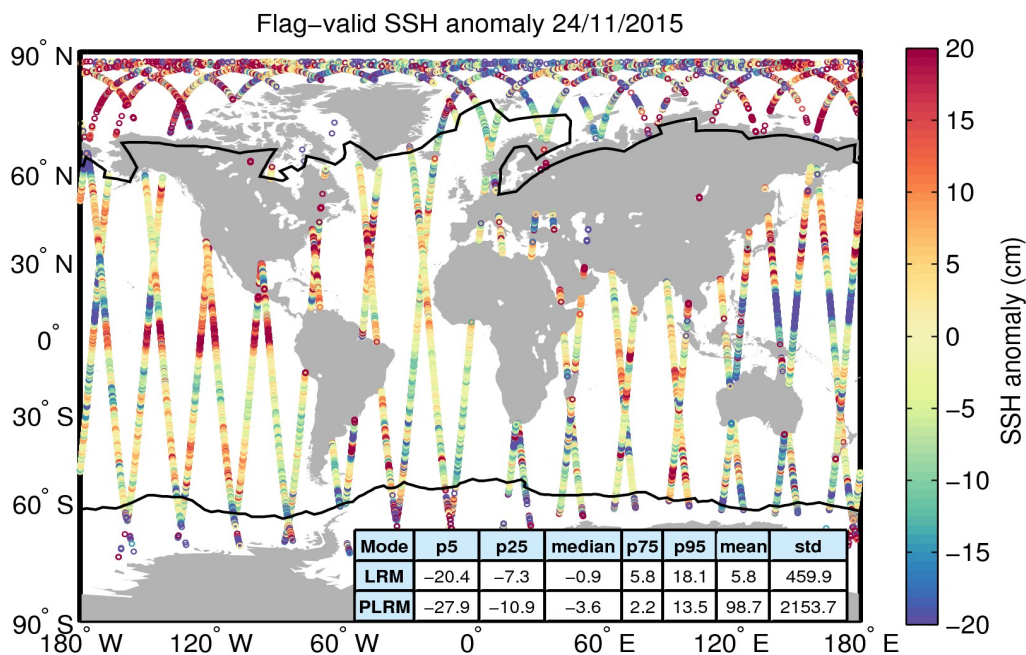 Flag−valid SSH anomaly 24/11/2015
90° N
60° N
30° N
0°
30° S
60° S
90° S
180° W 120° W 60° W 0° 60° E 120° E 180° E
Mode p5 p25 median p75 p95 mean std
LRM −20.4 −7.3 −0.9 5.8 18.1 5.8 459.9
PLRM −27.9 −10.9 −3.6 2.2 13.5 98.7 2153.7
20
15
10
5
0
−5
−10
−15
−20
SSH anomaly (cm)